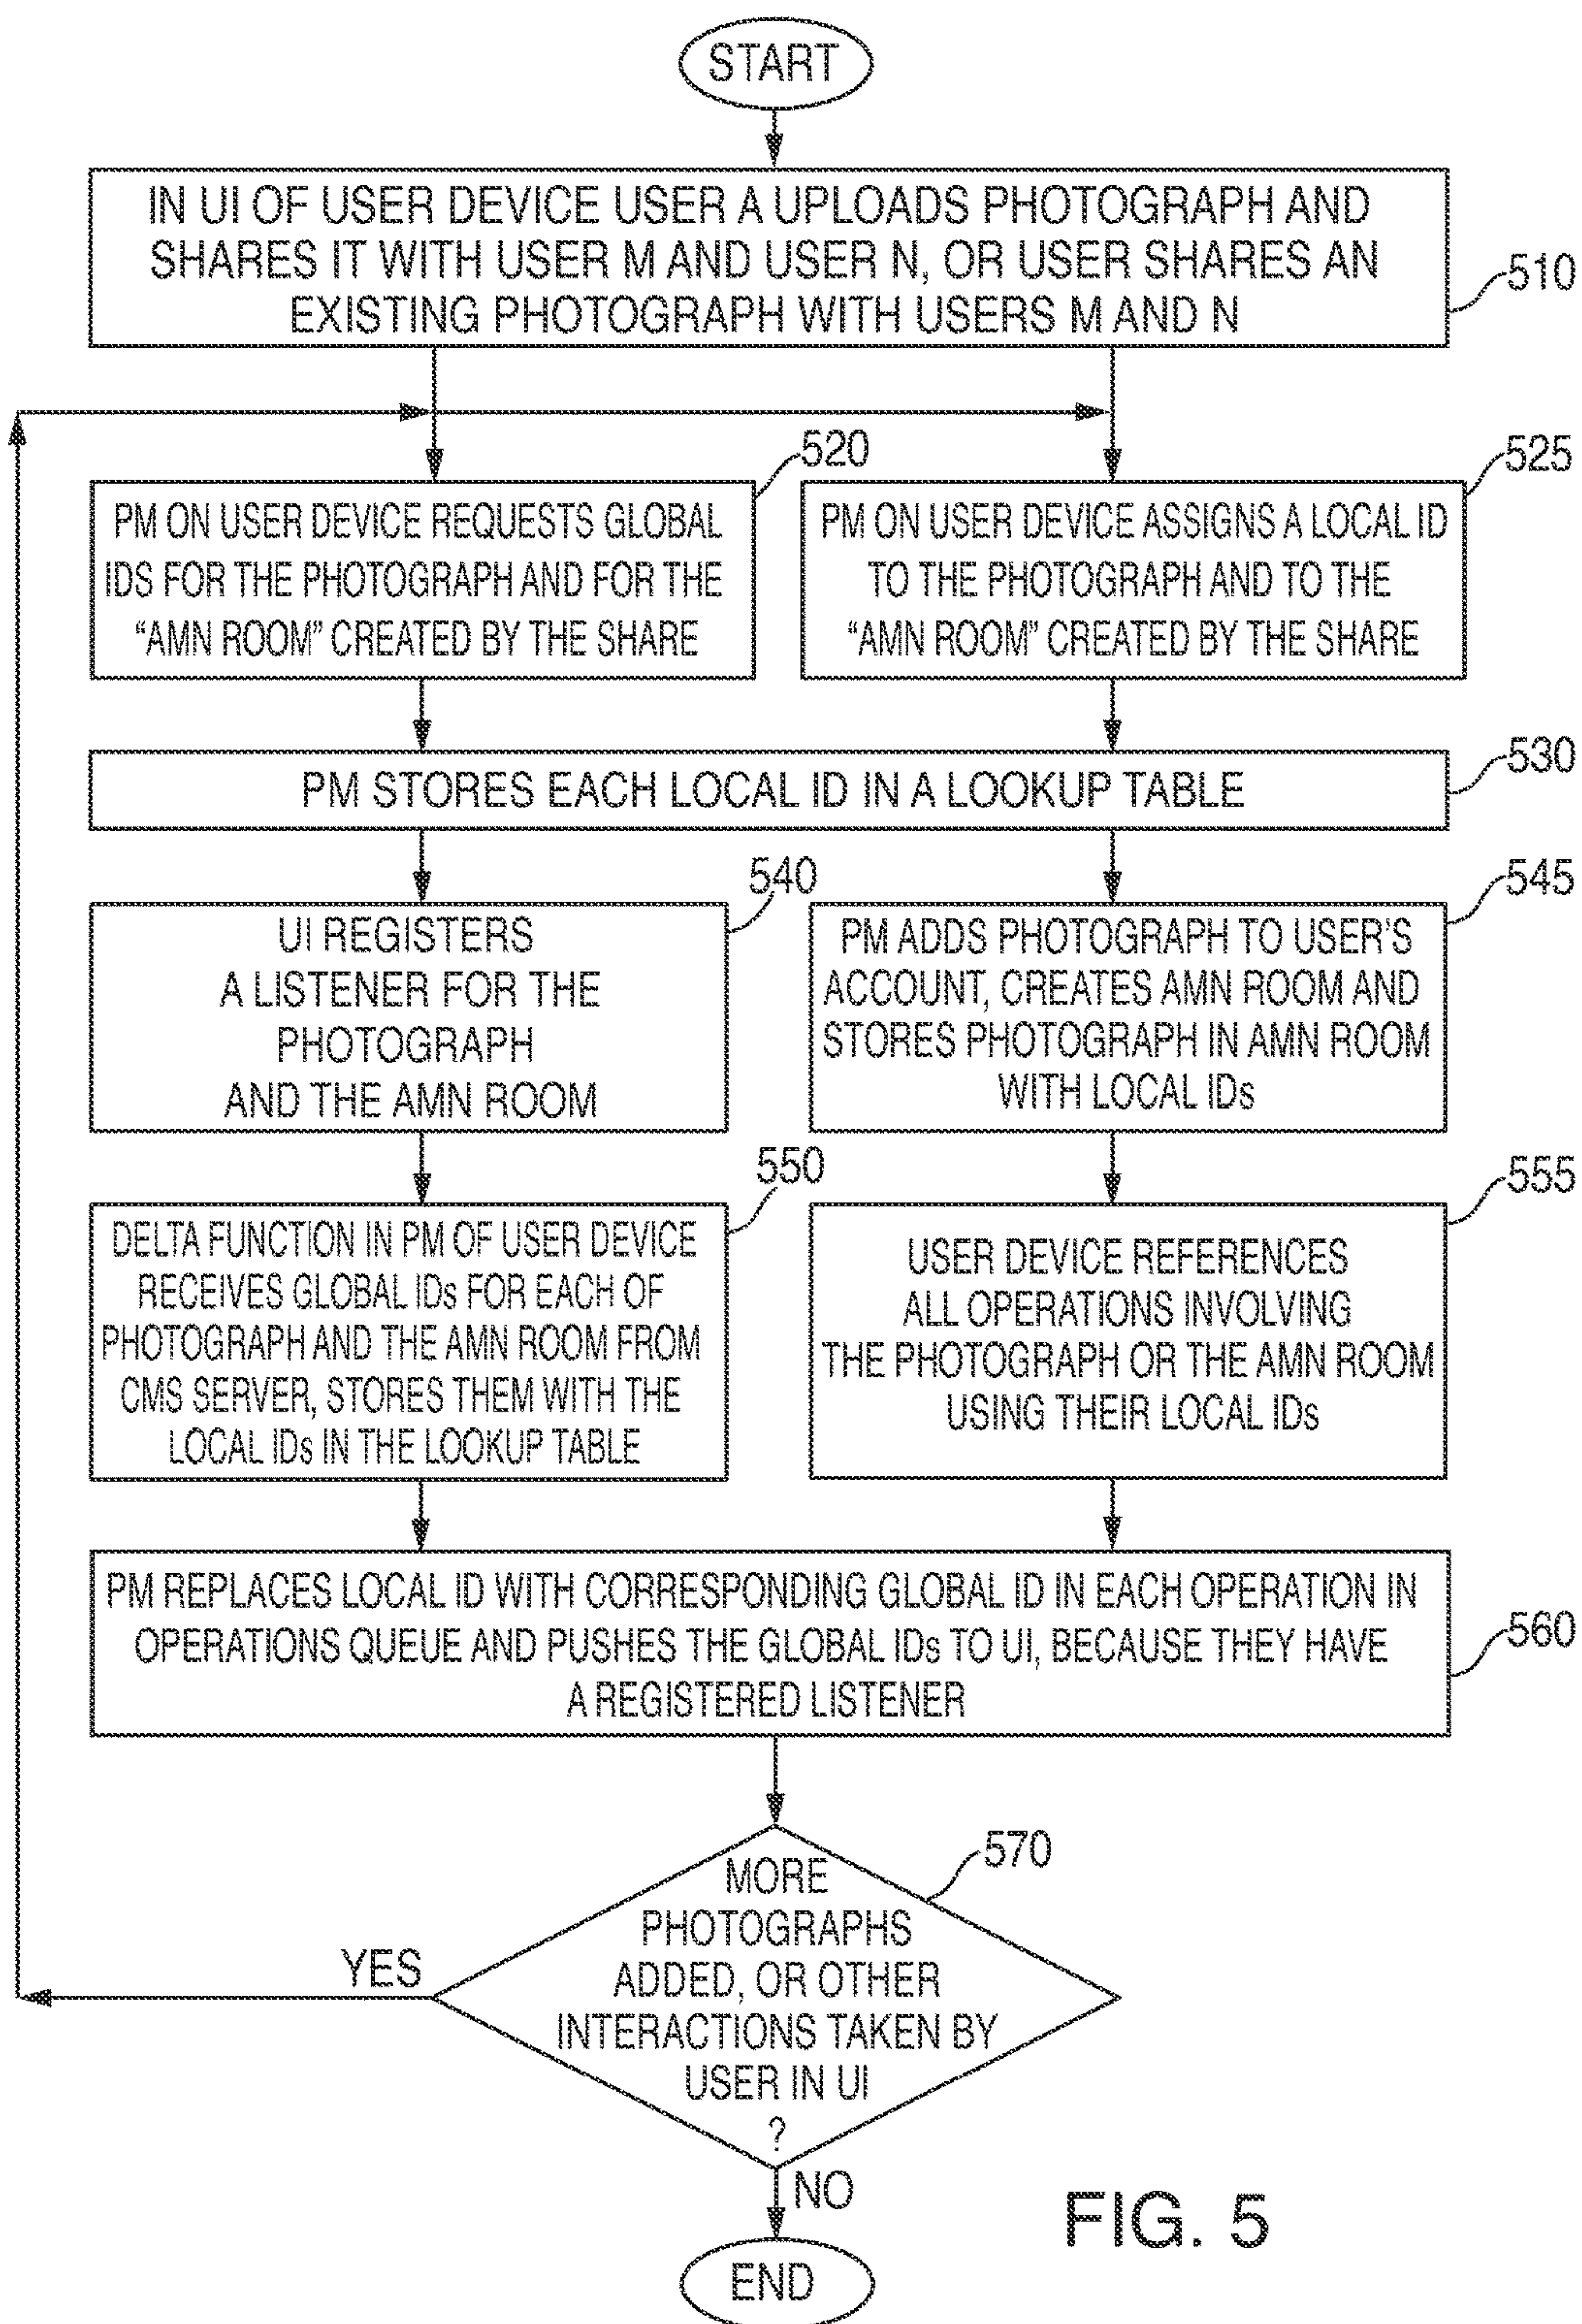 START
IN UI OF USER DEVICE USER A UPLOADS PHOTOGRAPH AND
SHARES IT WITH USER M AND USER N, OR USER SHARES AN
EXISTING PHOTOGRAPH WITH USERS M AND N
510
520
PM ON USER DEVICE REQUESTS GLOBAL
IDS FOR THE PHOTOGRAPH AND FOR THE
“AMN ROOM” CREATED BY THE SHARE
525
PM ON USER DEVICE ASSIGNS A LOCAL ID
TO THE PHOTOGRAPH AND TO THE
“AMN ROOM” CREATED BY THE SHARE
530
PM STORES EACH LOCAL ID IN A LOOKUP TABLE
540
UI REGISTERS
A LISTENER FOR THE
PHOTOGRAPH
AND THE AMN ROOM
545
PM ADDS PHOTOGRAPH TO USER'S
ACCOUNT, CREATES AMN ROOM AND
STORES PHOTOGRAPH IN AMN ROOM
WITH LOCAL IDs
550
DELTA FUNCTION IN PM OF USER DEVICE
RECEIVES GLOBAL IDs FOR EACH OF
PHOTOGRAPH AND THE AMN ROOM FROM
CMS SERVER, STORES THEM WITH THE
LOCAL IDs IN THE LOOKUP TABLE
555
USER DEVICE REFERENCES
ALL OPERATIONS INVOLVING
THE PHOTOGRAPH OR THE AMN ROOM
USING THEIR LOCAL IDs
PM REPLACES LOCAL ID WITH CORRESPONDING GLOBAL ID IN EACH OPERATION IN
OPERATIONS QUEUE AND PUSHES THE GLOBAL IDs TO UI, BECAUSE THEY HAVE
A REGISTERED LISTENER
560
570
MORE
PHOTOGRAPHS
ADDED, OR OTHER
INTERACTIONS TAKEN BY
USER IN UI
?
YES
NO
END
FIG. 5